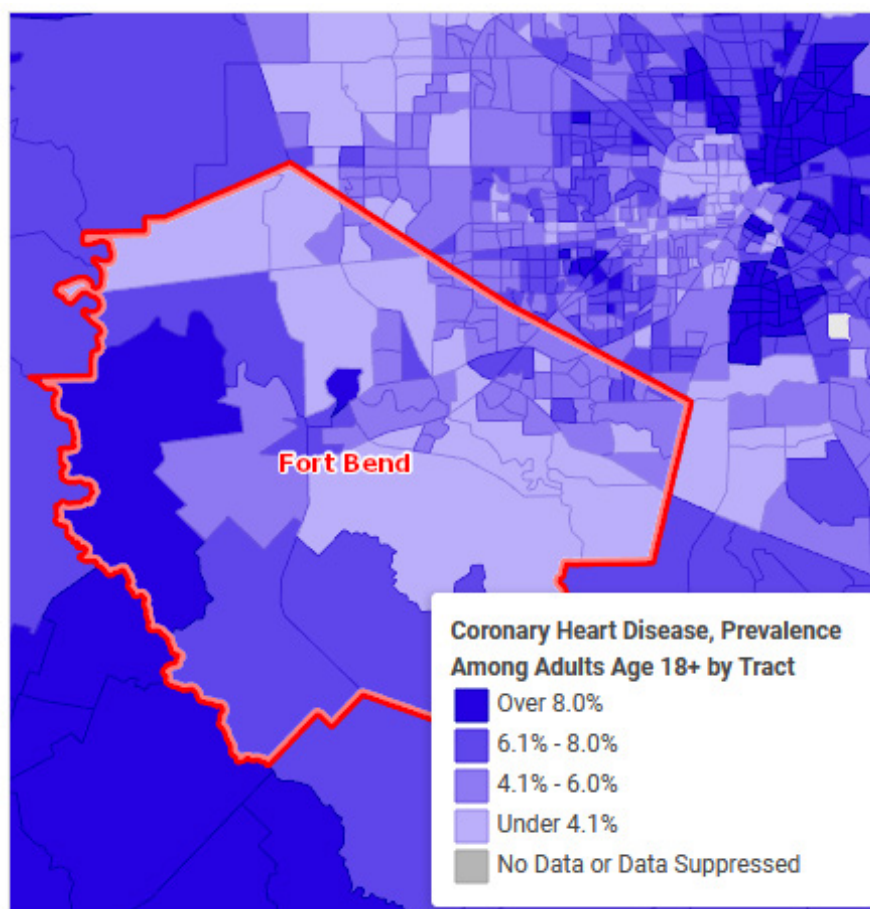 Fort Bend
Coronary Heart Disease, Prevalence
Among Adults Age 18+ by Tract
Over 8.0%
6.1% - 8.0%
4.1% - 6.0%
Under 4.1%
No Data or Data Suppressed